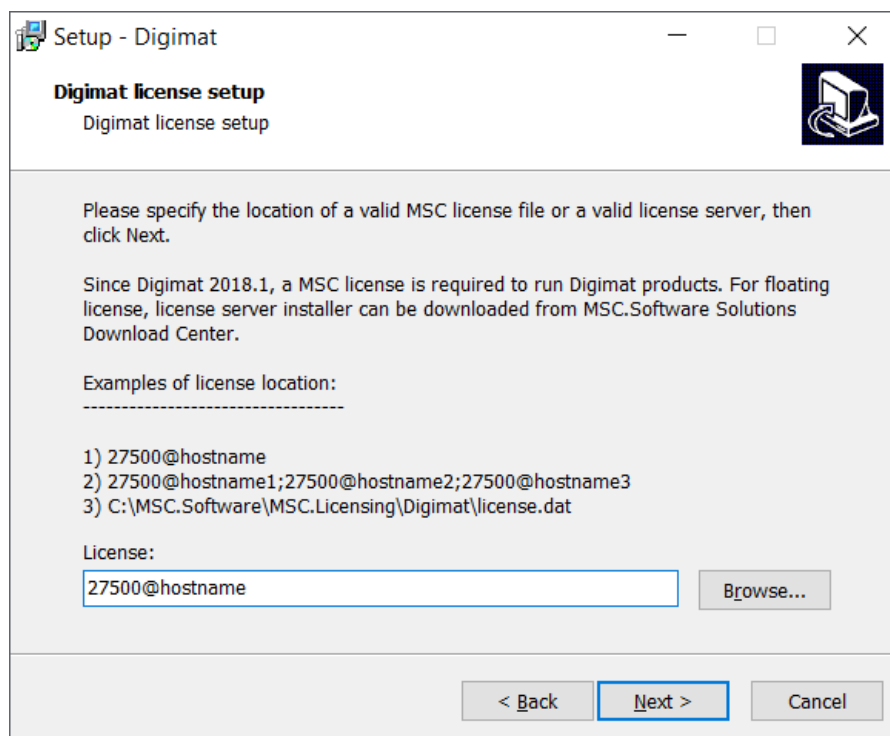 Setup - Digimat
Digimat license setup
Digimat license setup
Please specify the location of a valid MSC license file or a valid license server, then
click Next.
Since Digimat 2018.1, a MSC license is required to run Digimat products. For floating
license, license server installer can be downloaded from MSC.Software Solutions
Download Center.
Examples of license location:
----------------------------------
1) 27500@hostname
2) 27500@hostname1;27500@hostname2;27500@hostname3
3) C:\MSC.Software\MSC.Licensing\Digimat\license.dat
License:
27500@hostname
Browse...
< Back
Next >
Cancel